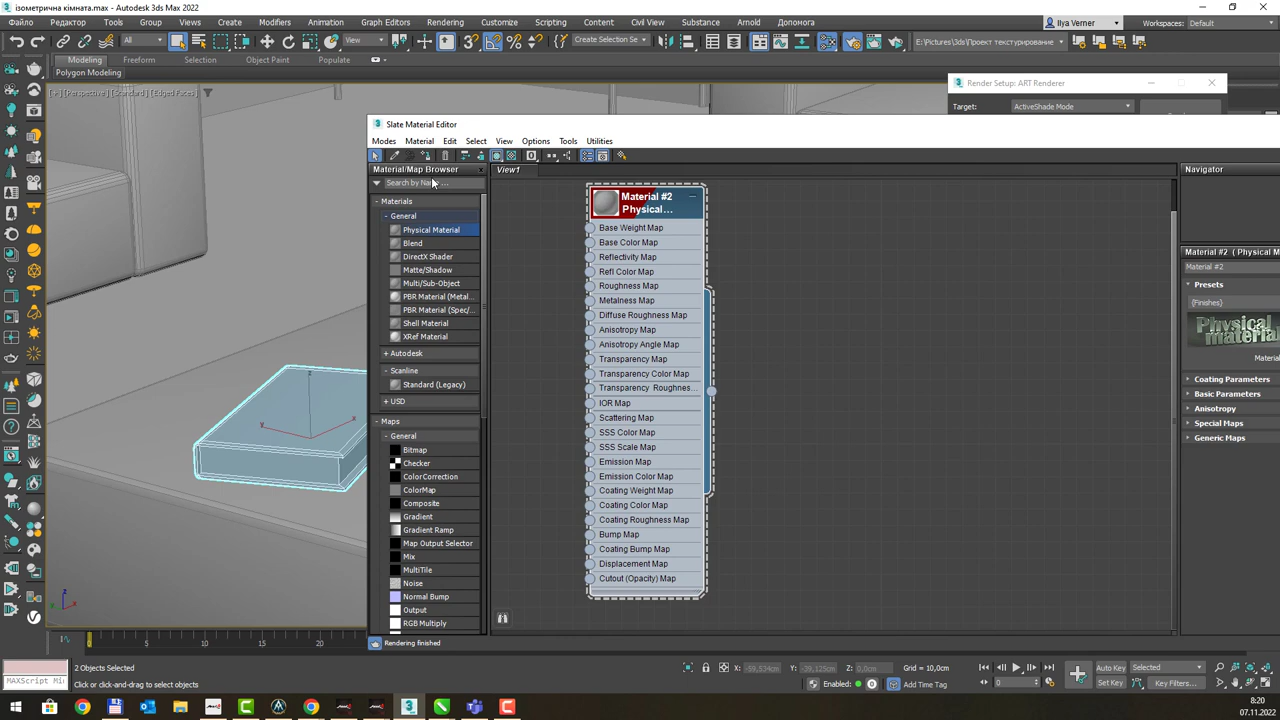 ізометрична кімната.max - Autodesk 3ds Max 2022
Файло Редактор Tools Group Views Create Modifiers Animation Graph Editors Rendering Customize Scripting Content Civil View Substance Arnold Допомога
Ilya Verner
Workspaces: Default
All
View
Create Selection Se
E:\Pictures\3ds\Проект текстурирование
Modeling Freeform Selection Object Paint Populate
Polygon Modeling
[+] [Perspective] [Standard] [Edged Faces]
Render Setup: ART Renderer
Target: ActiveShade Mode
Slate Material Editor
Modes Material Edit Select View Options Tools Utilities
Material/Map Browser
View1
Navigator
Search by Na... ...
Materials
General
Physical Material
Blend
DirectX Shader
Matte/Shadow
Multi/Sub-Object
PBR Material (Metal...
PBR Material (Spec/...
Shell Material
XRef Material
+ Autodesk
Scanline
Standard (Legacy)
+ USD
Maps
General
Bitmap
Checker
ColorCorrection
ColorMap
Composite
Gradient
Gradient Ramp
Map Output Selector
Mix
MultiTile
Noise
Normal Bump
Output
RGB Multiply
Material #2
Physical...
Base Weight Map
Base Color Map
Reflectivity Map
Refl Color Map
Roughness Map
Metalness Map
Diffuse Roughness Map
Anisotropy Map
Anisotropy Angle Map
Transparency Map
Transparency Color Map
Transparency Roughnes...
IOR Map
Scattering Map
SSS Color Map
SSS Scale Map
Emission Map
Emission Color Map
Coating Weight Map
Coating Color Map
Coating Roughness Map
Bump Map
Coating Bump Map
Displacement Map
Cutout (Opacity) Map
Material #2 ( Physical M
Material #2
Presets
(Finishes)
Physical
materia
Material
Coating Parameters
Basic Parameters
Anisotropy
Special Maps
Generic Maps
z
x
y
Rendering finished
0 5 10 15 20
MAXScript Mi
2 Objects Selected
Click or click-and-drag to select objects
X: -59,534cm Y: -39,125cm Z: 0,0cm Grid = 10,0cm
Enabled:
Add Time Tag
0
Auto Key Selected
Set Key Key Filters...
8:20
07.11.2022